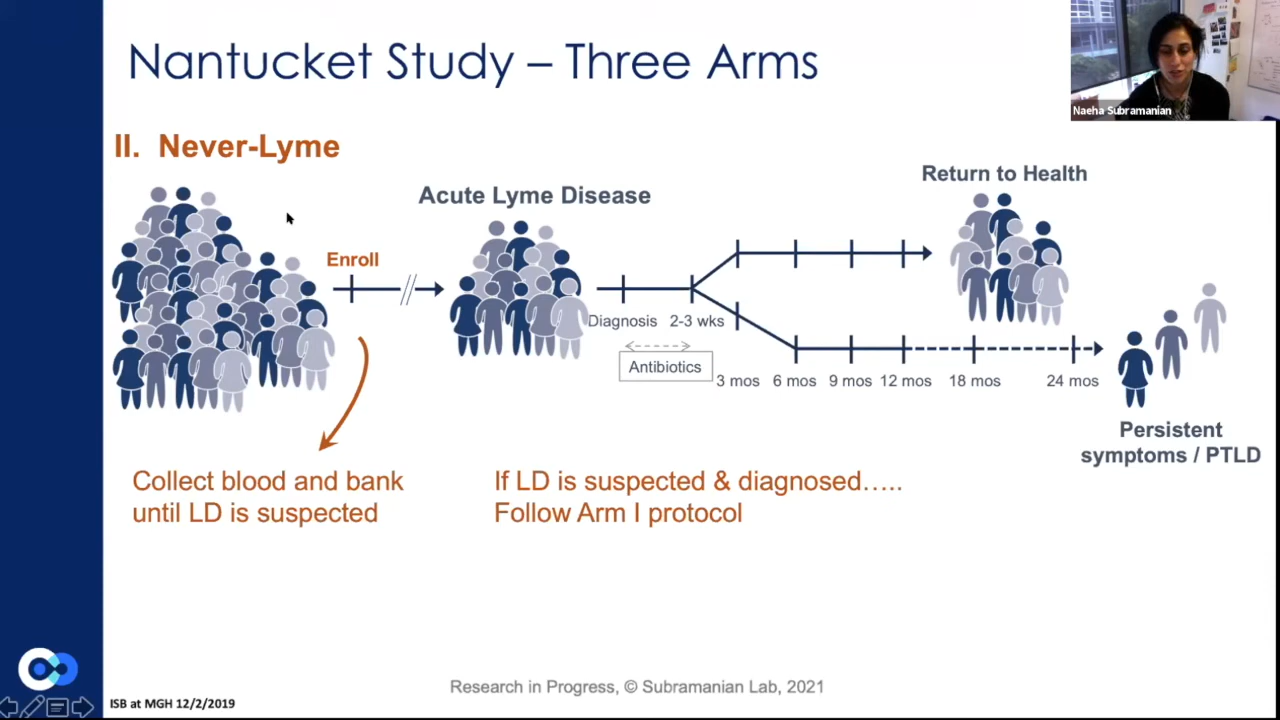 Nantucket Study – Three Arms
Naeha Subramanian
II. Never-Lyme
Acute Lyme Disease
Return to Health
Enroll
Diagnosis 2-3 wks
Antibiotics
3 mos 6 mos 9 mos 12 mos 18 mos 24 mos
Persistent
symptoms / PTLD
Collect blood and bank
until LD is suspected
If LD is suspected & diagnosed…..
Follow Arm I protocol
Research in Progress, © Subramanian Lab, 2021
ISB at MGH 12/2/2019